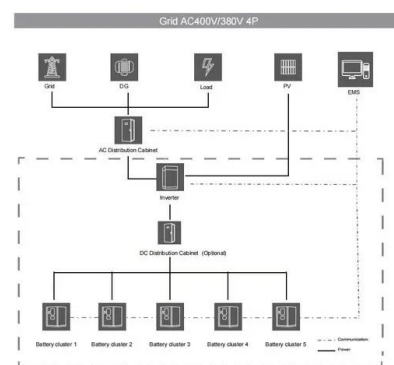 Grid AC400V/380V 4P
Grid
DG
Load
PV
EMS
AC Distribution Cabinet
Inverter
DC Distribution Cabinet (Optional)
Battery cluster 1
Battery cluster 2
Battery cluster 3
Battery cluster 4
Battery cluster 5
Communication
Power